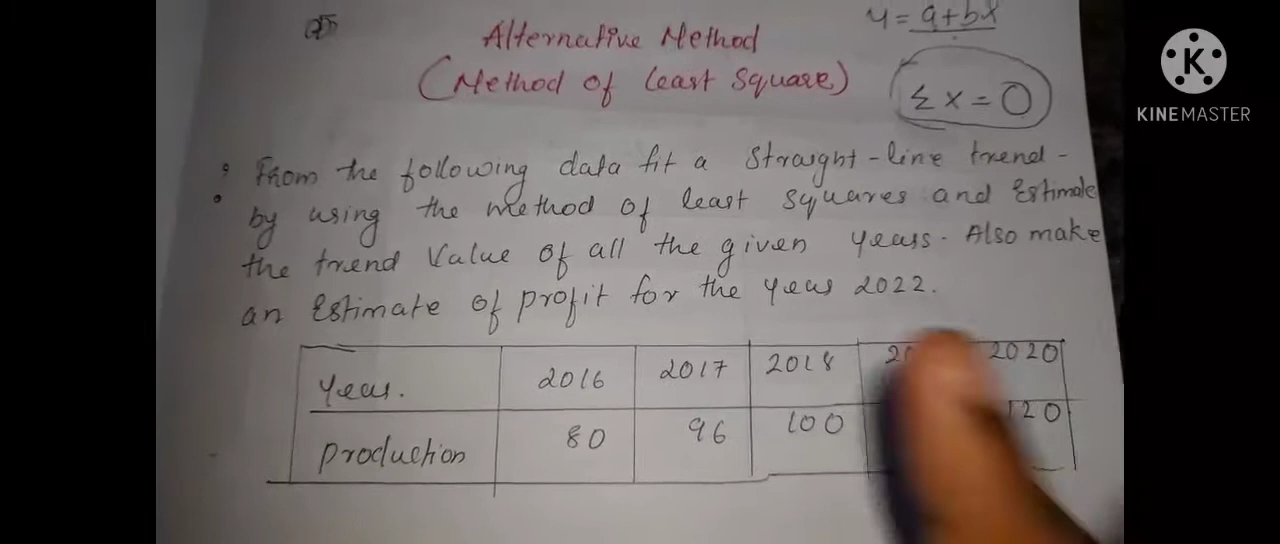 Alternative Method
y = a+bx
(Method of least square)
Σx = 0
K
KINEMASTER
From the following data fit a straight-line trend-
by using the method of least squares and Estimate
the trend Value of all the given years. Also make
an Estimate of profit for the year 2022.
Year. 2016 2017 2018 2020
production 80 96 100 120